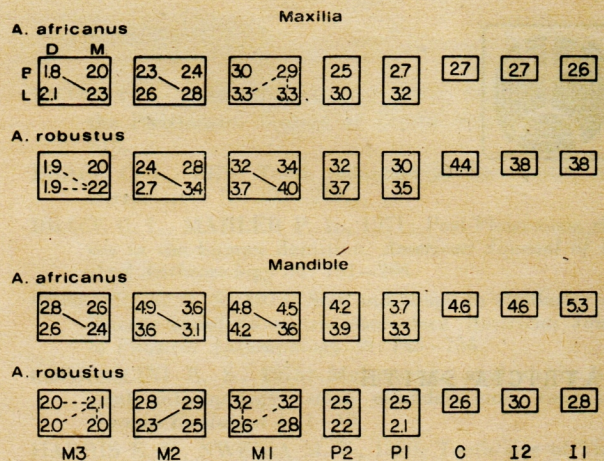 Maxilla
A. africanus
D M
B 1.8 2.0 2.3 2.4 3.0 2.9 2.5 2.7 2.7 2.7 2.6
L 2.1 2.3 2.6 2.8 3.3 3.3 3.0 3.2
A. robustus
1.9 2.0 2.4 2.8 3.2 3.4 3.2 3.0 4.4 3.8 3.8
1.9 2.2 2.7 3.4 3.7 4.0 3.7 3.5
Mandible
A. africanus
2.8 2.6 4.9 3.6 4.8 4.5 4.2 3.7 4.6 4.6 5.3
2.6 2.4 3.6 3.1 4.2 3.6 3.9 3.3
A. robustus
2.0 2.1 2.8 2.9 3.2 3.2 2.5 2.5 2.6 3.0 2.8
2.0 2.0 2.3 2.5 2.6 2.8 2.2 2.1
M3 M2 M1 P2 P1 C I2 I1